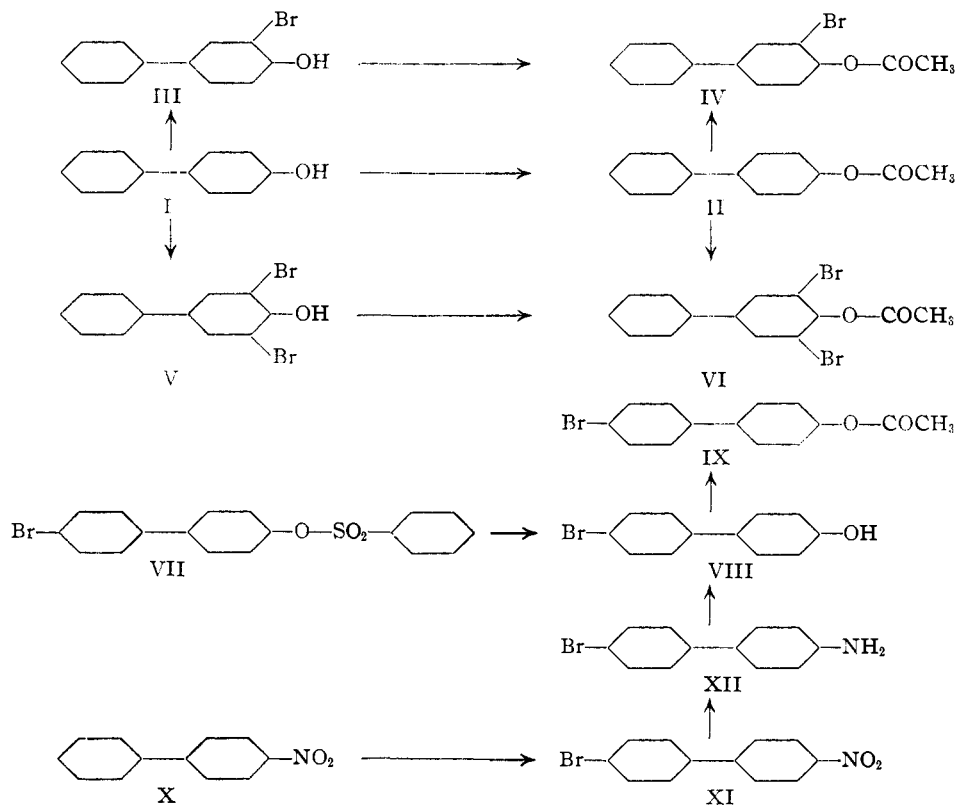 Br Br
OH O—COCH₃
III IV
OH O—COCH₃
I II
Br Br
OH O—COCH₃
Br Br
V VI
Br O—COCH₃
IX
Br O—SO₂ Br OH
VII VIII
Br NH₂
XII
NO₂ Br NO₂
X XI